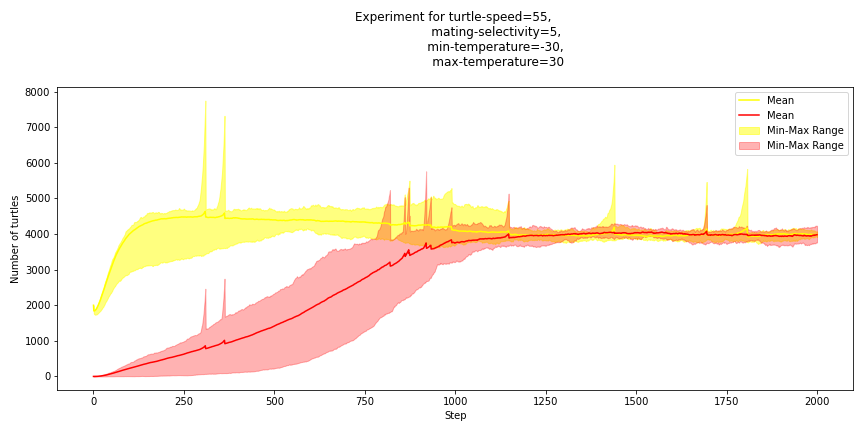 Experiment for turtle-speed=55,
mating-selectivity=5,
min-temperature=-30,
max-temperature=30
8000
7000
6000
5000
4000
3000
2000
1000
0
Number of turtles
Mean
Mean
Min-Max Range
Min-Max Range
0
250
500
750
1000
1250
1500
1750
2000
Step